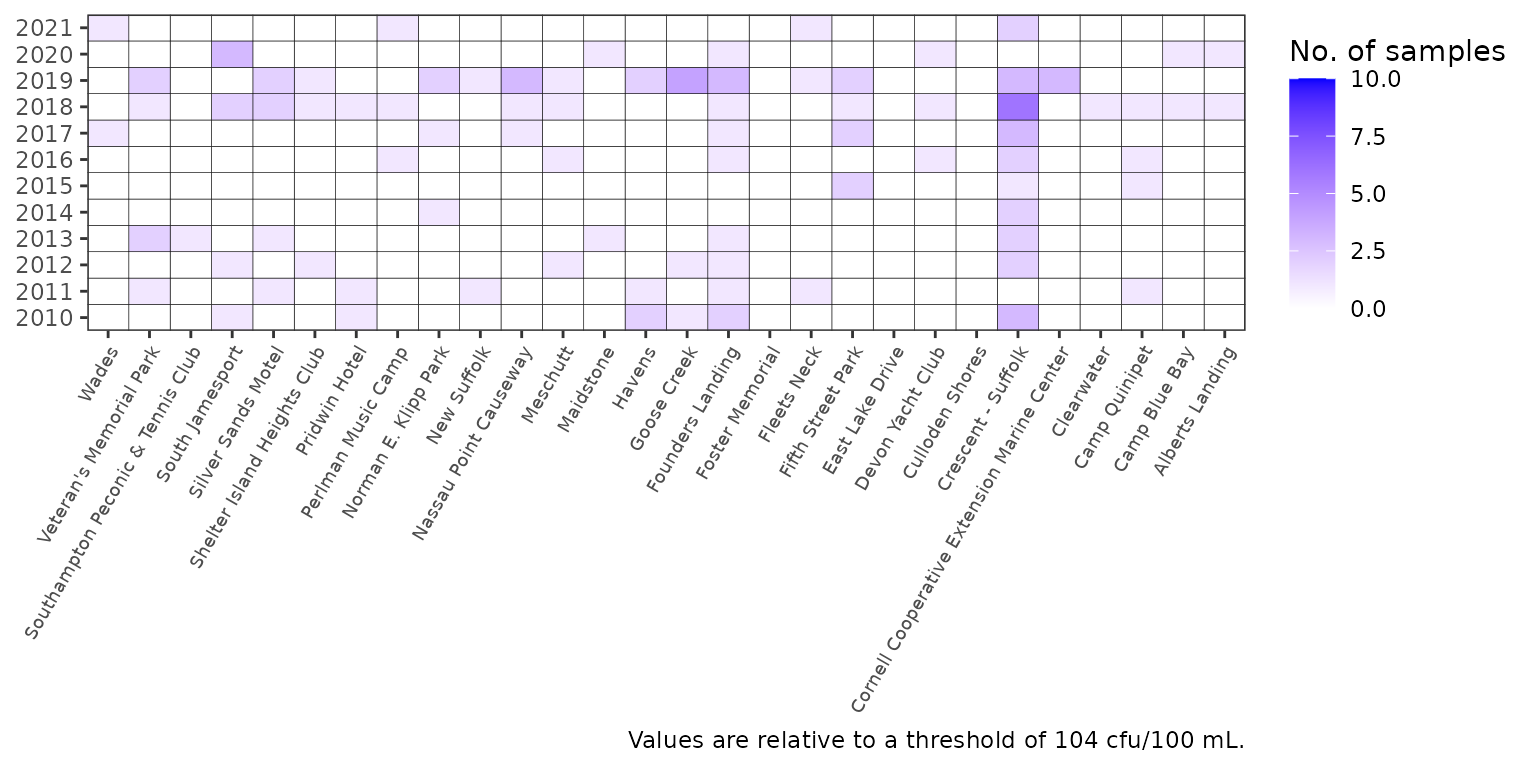 2021
2020
2019
2018
2017
2016
2015
2014
2013
2012
2011
2010
Wades
Veteran's Memorial Park
Southampton Peconic & Tennis Club
South Jamesport
Silver Sands Motel
Shelter Island Heights Club
Pridwin Hotel
Perlman Music Camp
Norman E. Klipp Park
New Suffolk
Nassau Point Causeway
Meschutt
Maidstone
Havens
Goose Creek
Founders Landing
Foster Memorial
Fleets Neck
Fifth Street Park
East Lake Drive
Devon Yacht Club
Culloden Shores
Crescent - Suffolk
Cornell Cooperative Extension Marine Center
Clearwater
Camp Quinipet
Camp Blue Bay
Alberts Landing
No. of samples
10.0
7.5
5.0
2.5
0.0
Values are relative to a threshold of 104 cfu/100 mL.